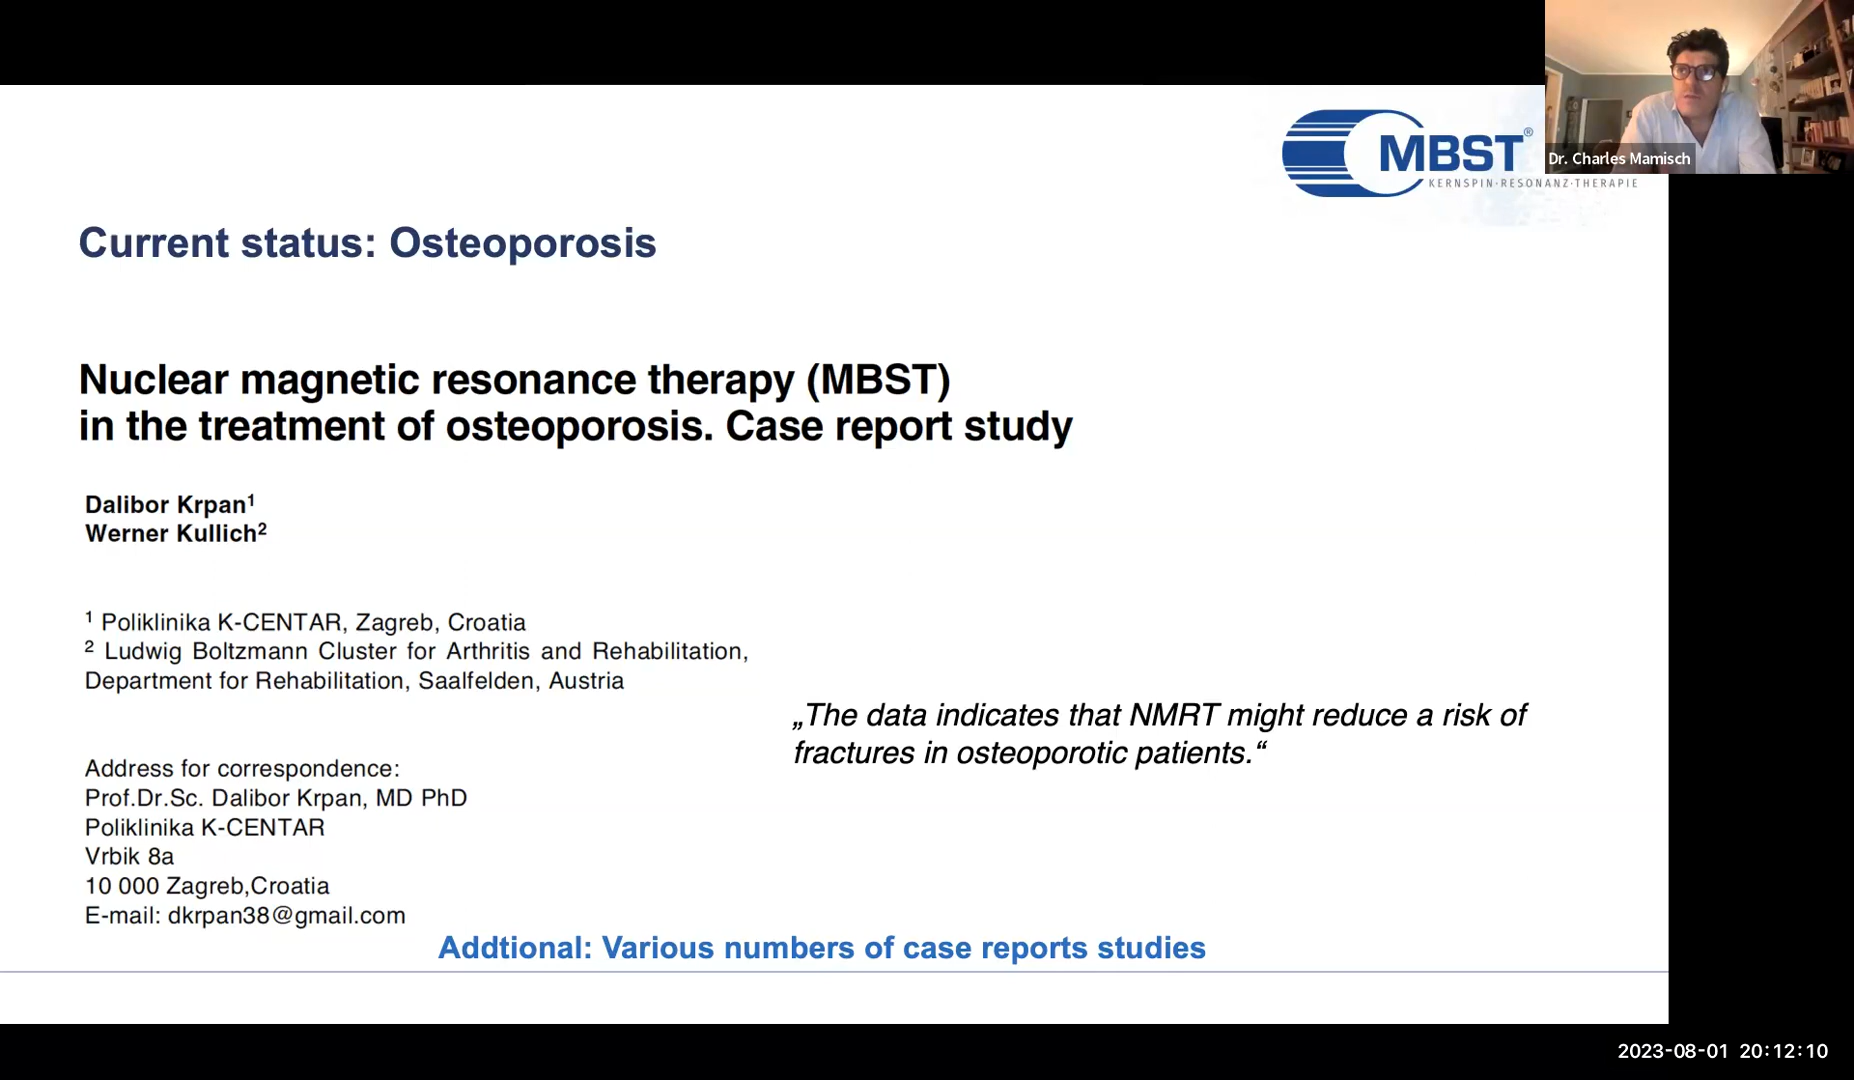 MBST®
KERNSPIN·RESONANZ·THERAPIE
Dr. Charles Mamisch
Current status: Osteoporosis
Nuclear magnetic resonance therapy (MBST)
in the treatment of osteoporosis. Case report study
Dalibor Krpan¹
Werner Kullich²
¹ Poliklinika K-CENTAR, Zagreb, Croatia
² Ludwig Boltzmann Cluster for Arthritis and Rehabilitation,
Department for Rehabilitation, Saalfelden, Austria
„The data indicates that NMRT might reduce a risk of
fractures in osteoporotic patients.“
Address for correspondence:
Prof.Dr.Sc. Dalibor Krpan, MD PhD
Poliklinika K-CENTAR
Vrbik 8a
10 000 Zagreb,Croatia
E-mail: dkrpan38@gmail.com
Addtional: Various numbers of case reports studies
2023-08-01 20:12:10